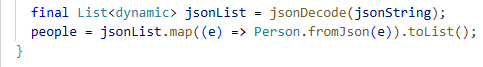 final List<dynamic> jsonList = jsonDecode(jsonString);
people = jsonList.map((e) => Person.fromJson(e)).toList();
}